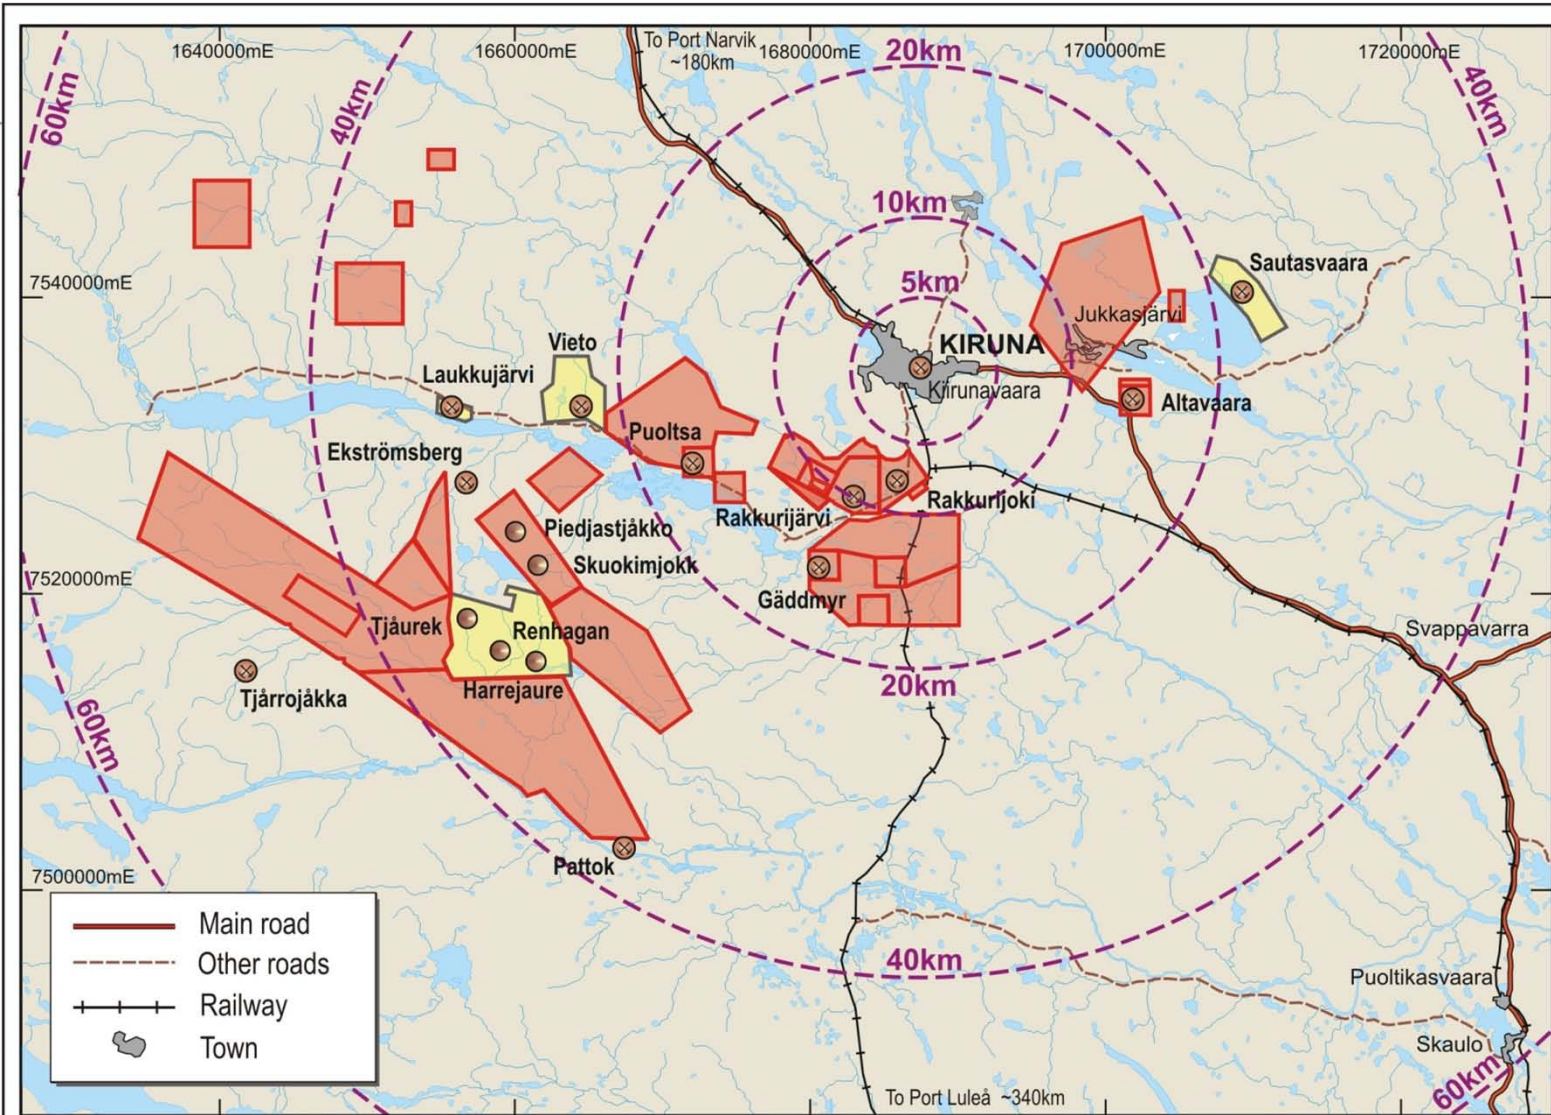 1640000mE
1660000mE
1680000mE
1700000mE
1720000mE
To Port Narvik
~180km
20km
40km
40km
60km
10km
Sautasvaara
5km
7540000mE
Jukkasjärvi
Vieto
KIRUNA
Laukkujärvi
Kiirunavaara
Altavaara
Puoltsa
Ekströmsberg
Rakkurijoki
Rakkurijärvi
Piedjastjåkko
Skuokimjokk
7520000mE
Gäddmyr
Tjåurek
Renhagan
Svappavarra
20km
Harrejaure
Tjårrojåkka
60km
Pattok
7500000mE
Main road
40km
Other roads
Puoltikasvaara
Railway
Town
Skaulo
60km
To Port Luleå ~340km